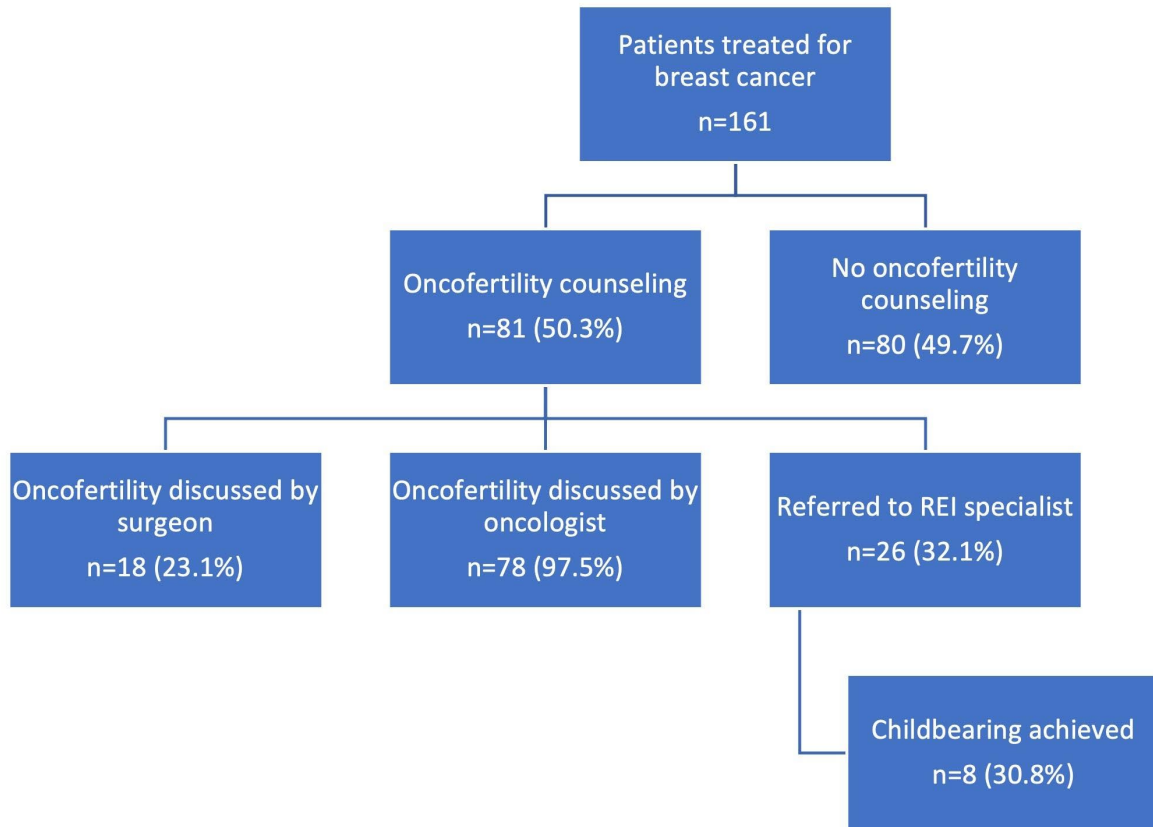 Patients treated for
breast cancer
n=161
Oncofertility counseling
n=81 (50.3%)
No oncofertility
counseling
n=80 (49.7%)
Oncofertility discussed by
surgeon
n=18 (23.1%)
Oncofertility discussed by
oncologist
n=78 (97.5%)
Referred to REI specialist
n=26 (32.1%)
Childbearing achieved
n=8 (30.8%)